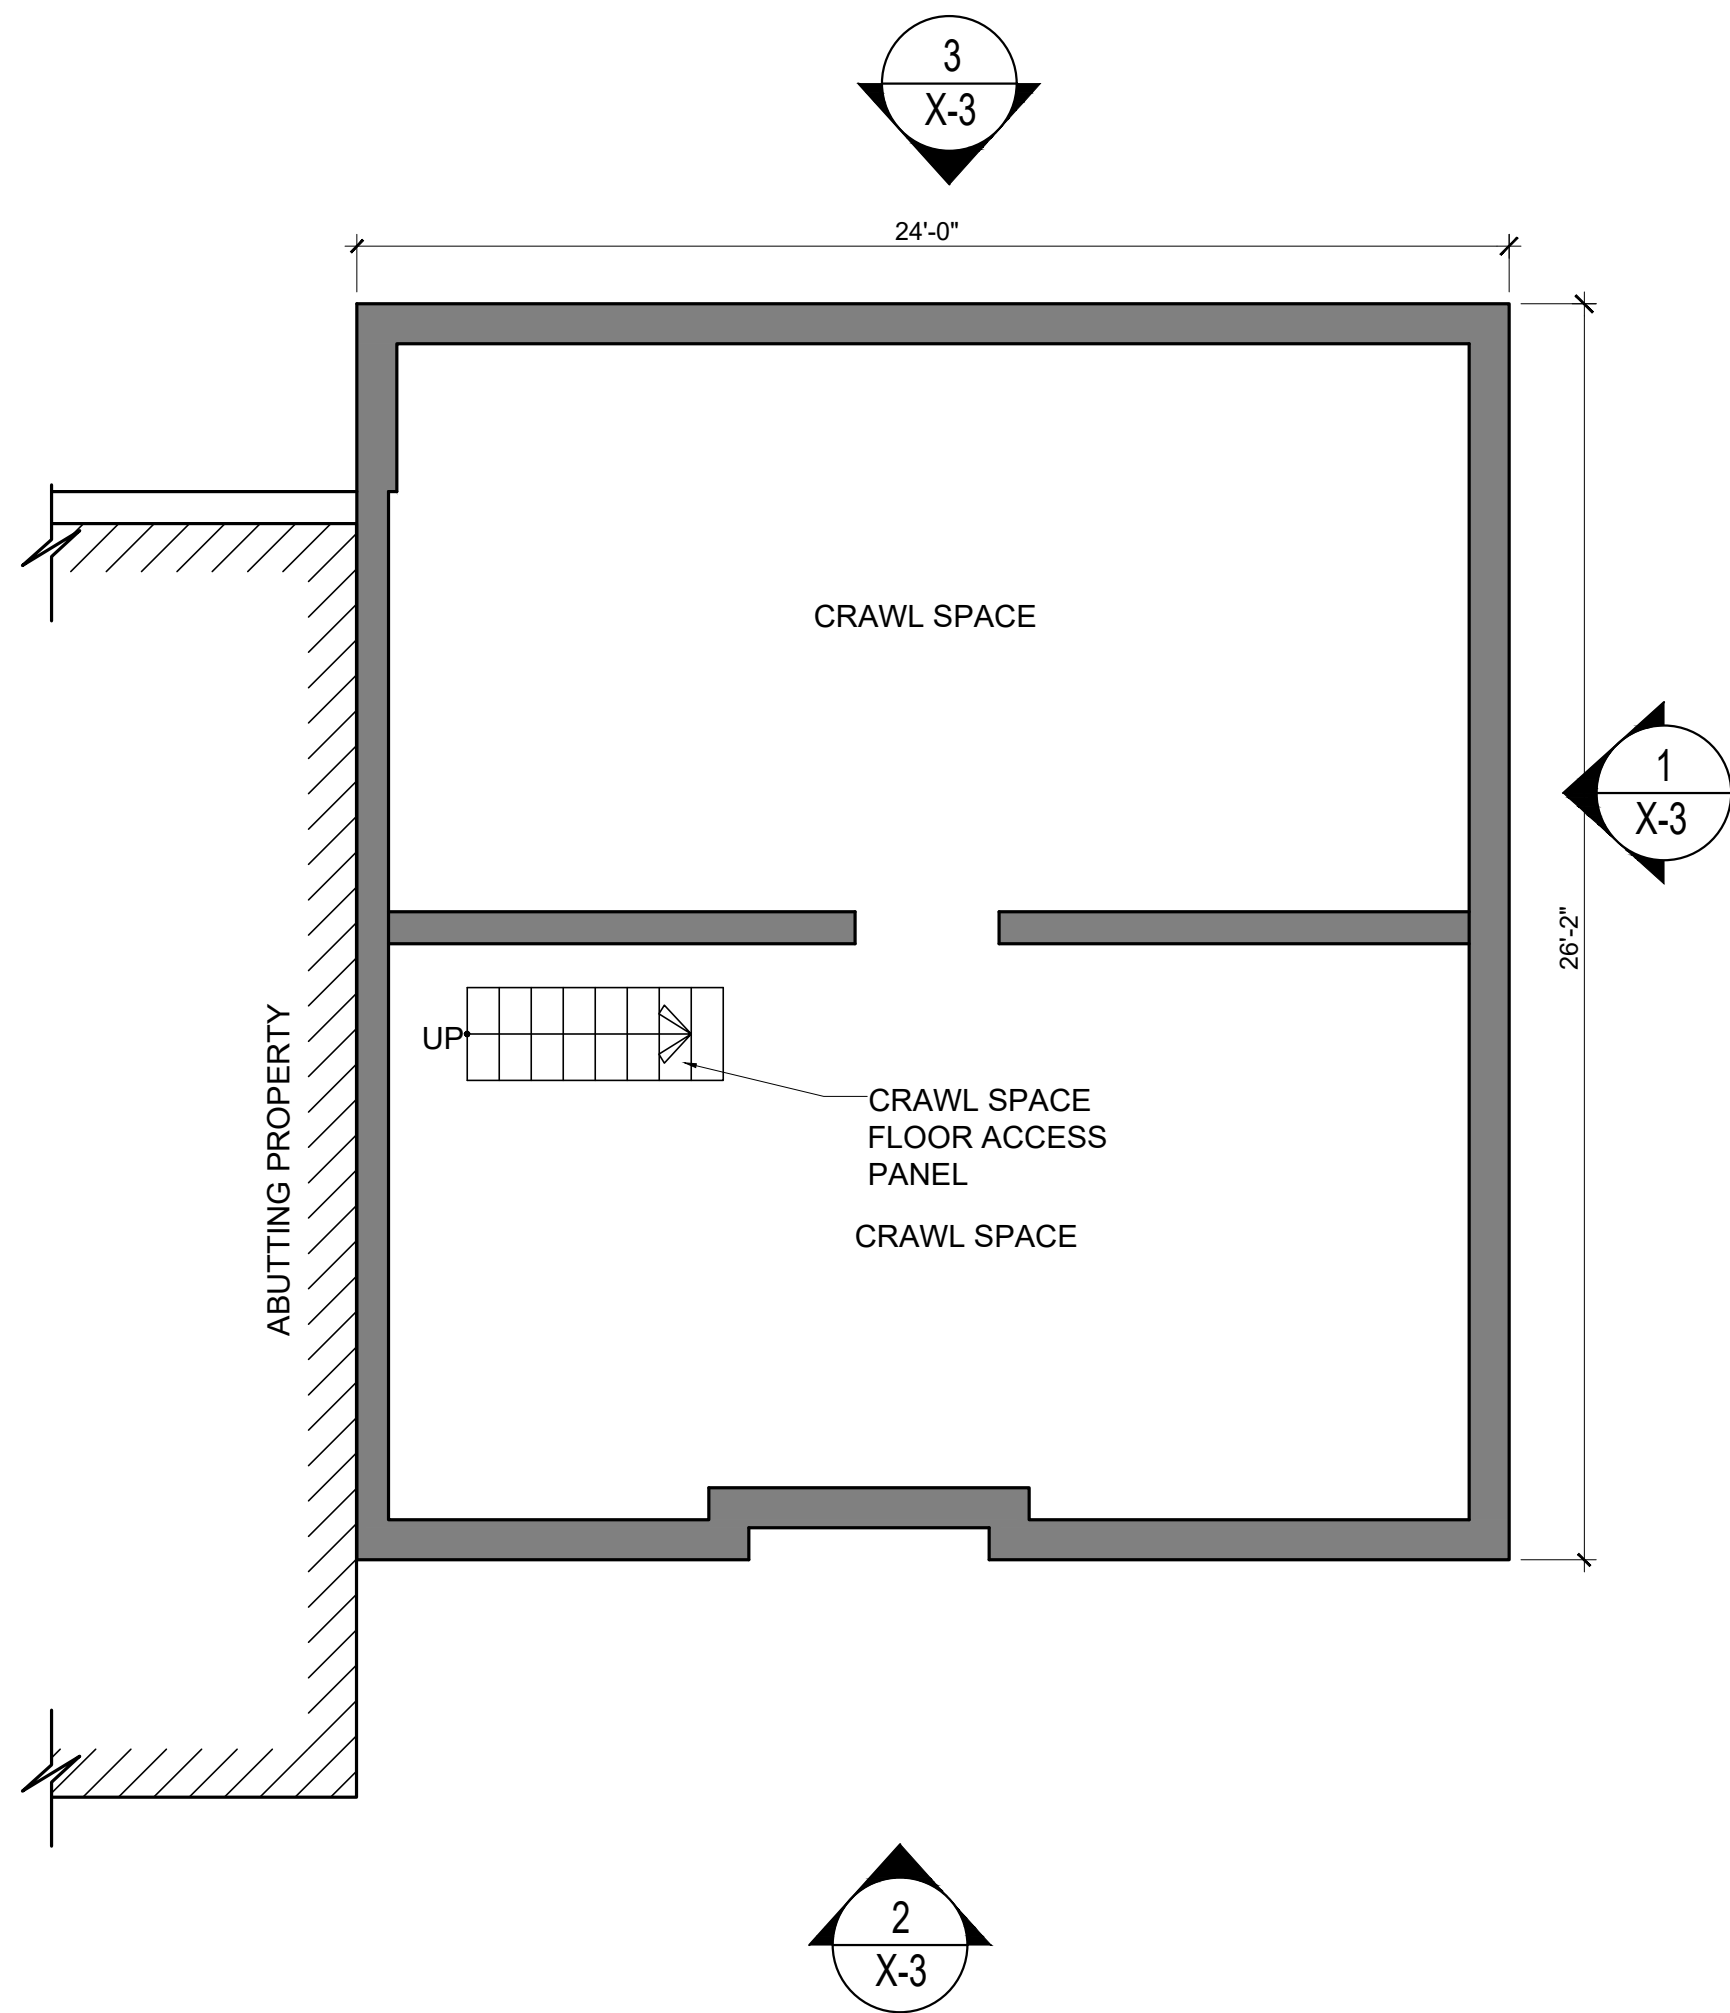 3
X-3
24'-0"
CRAWL SPACE
1
X-3
26'-2"
UP
ABUTTING PROPERTY
CRAWL SPACE
FLOOR ACCESS
PANEL
CRAWL SPACE
2
X-3